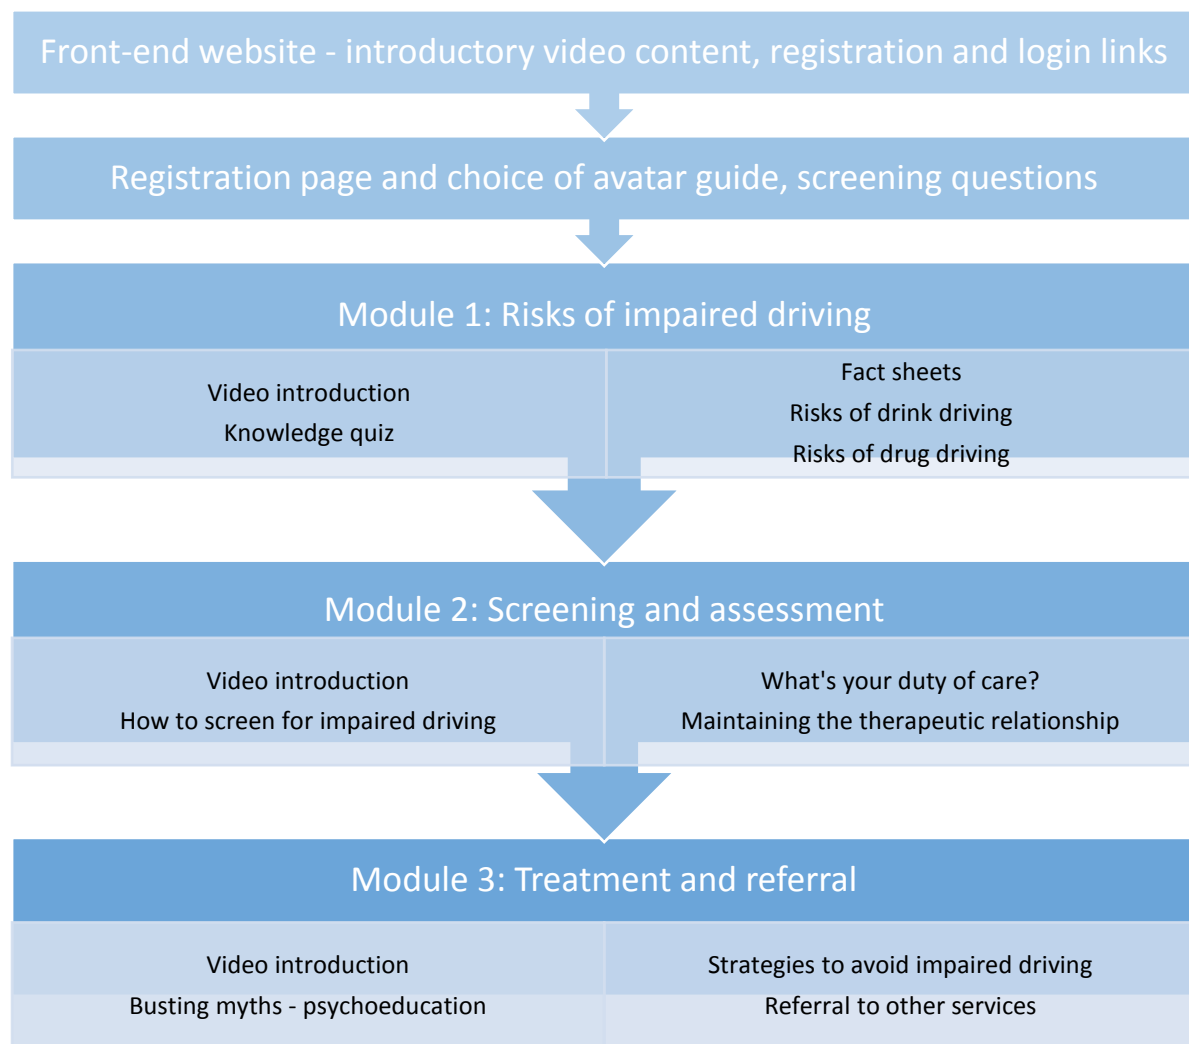 Front-end website - introductory video content, registration and login links
Registration page and choice of avatar guide, screening questions
Module 1: Risks of impaired driving
Video introduction
Knowledge quiz
Fact sheets
Risks of drink driving
Risks of drug driving
Module 2: Screening and assessment
Video introduction
How to screen for impaired driving
What's your duty of care?
Maintaining the therapeutic relationship
Module 3: Treatment and referral
Video introduction
Busting myths - psychoeducation
Strategies to avoid impaired driving
Referral to other services